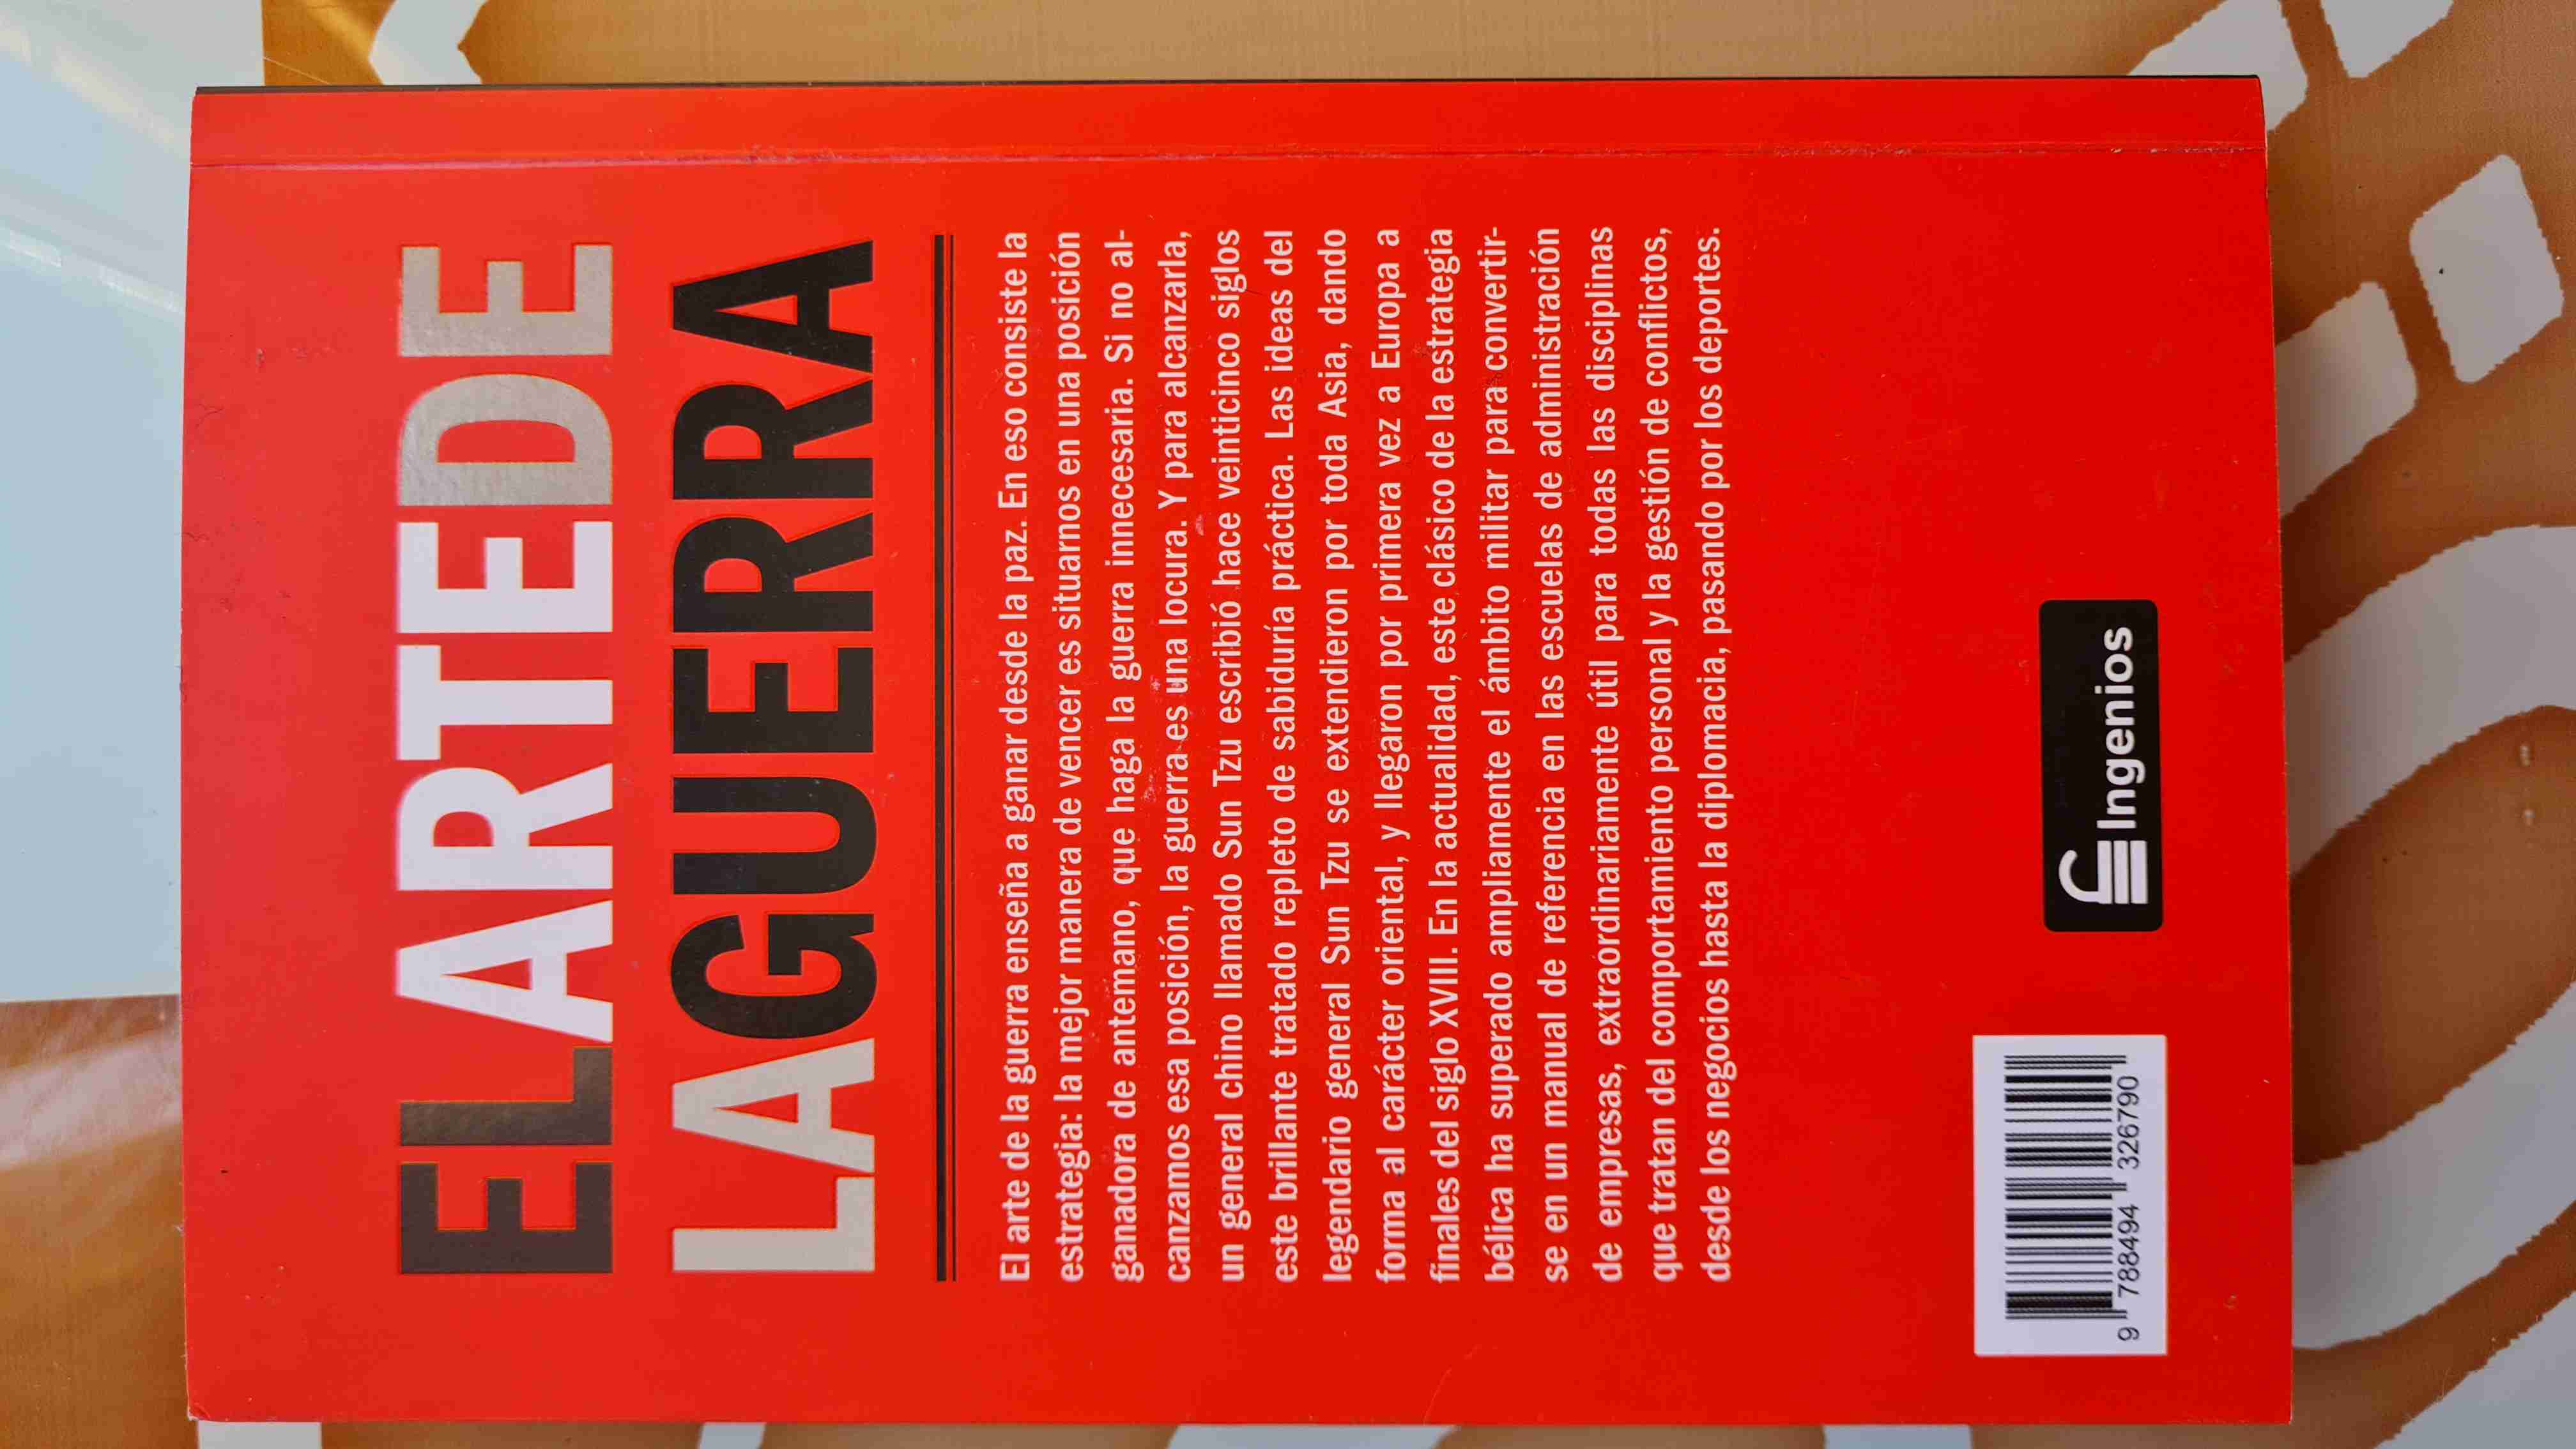 EL ARTE DE
LA GUERRA
El arte de la guerra enseña a ganar desde la paz. En eso consiste la
estrategia: la mejor manera de vencer es situarnos en una posición
ganadora de antemano, que haga la guerra innecesaria. Si no al-
canzamos esa posición, la guerra es una locura. Y para alcanzarla,
un general chino llamado Sun Tzu escribió hace veinticinco siglos
este brillante tratado repleto de sabiduría práctica. Las ideas del
legendario general Sun Tzu se extendieron por toda Asia, dando
forma al carácter oriental, y llegaron por primera vez a Europa a
finales del siglo XVIII. En la actualidad, este clásico de la estrategia
bélica ha superado ampliamente el ámbito militar para convertir-
se en un manual de referencia en las escuelas de administración
de empresas, extraordinariamente útil para todas las disciplinas
que tratan del comportamiento personal y la gestión de conflictos,
desde los negocios hasta la diplomacia, pasando por los deportes.
9 788494 326790
Ingenios